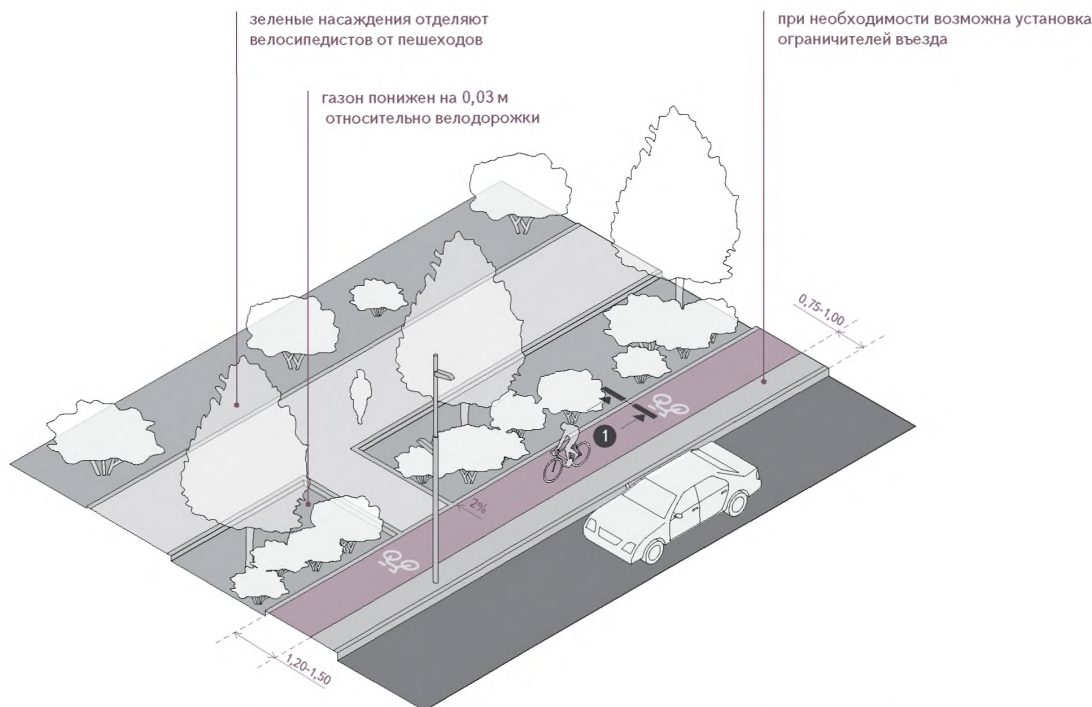 зеленые насаждения отделяют
велосипедистов от пешеходов
при необходимости возможна установка
ограничителей въезда
газон понижен на 0,03 м
относительно велодорожки
0,75-1,00
1
2%
1,20-1,50